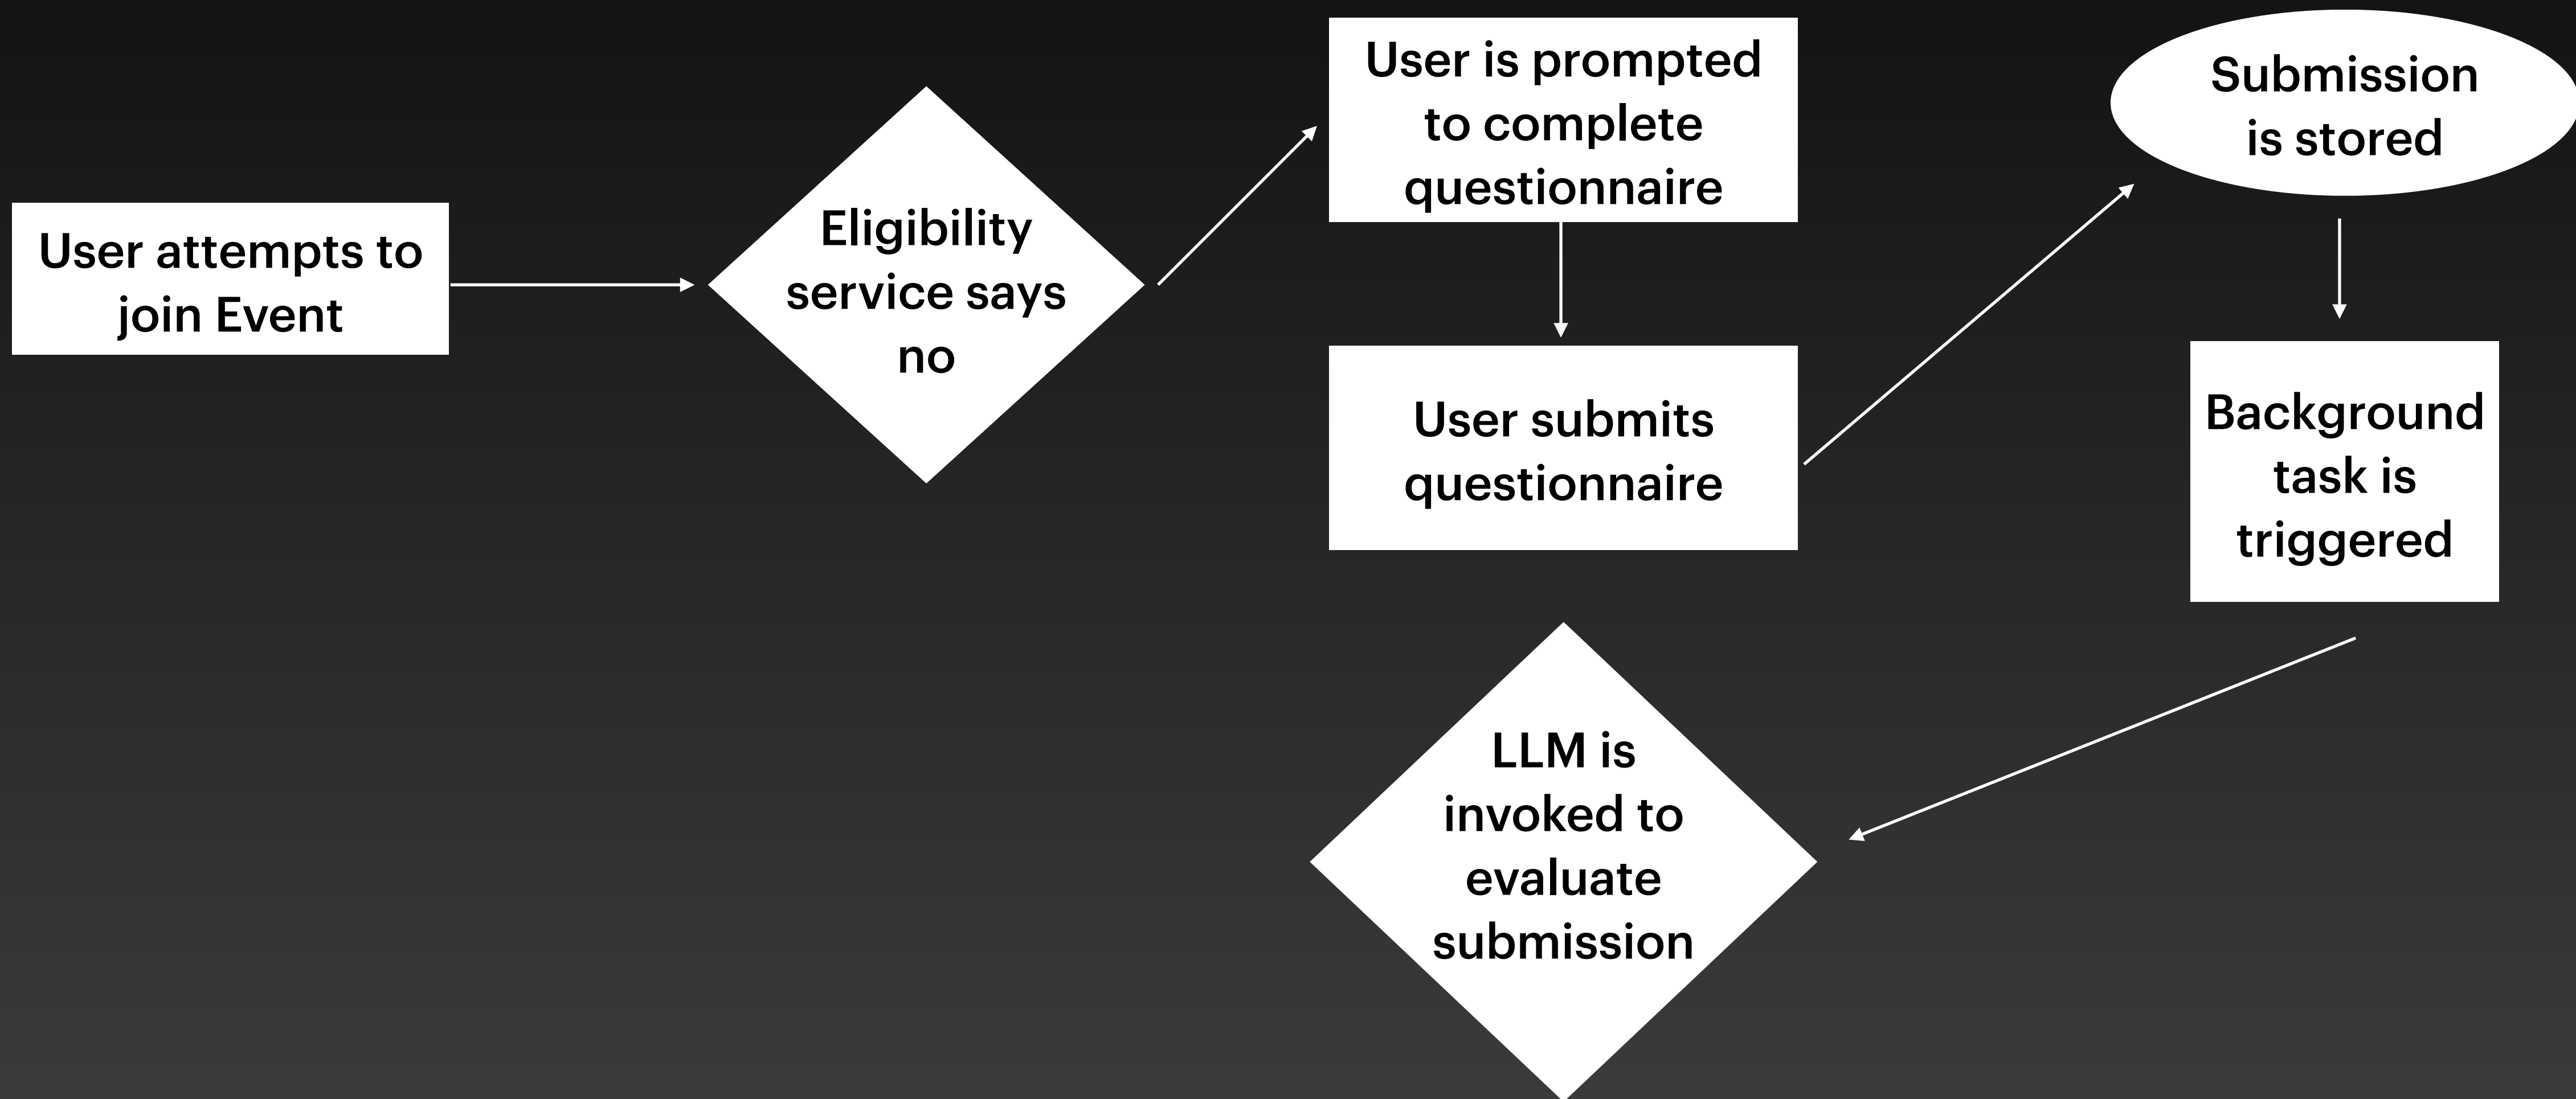 User attempts to
join Event
Eligibility
service says
no
User is prompted
to complete
questionnaire
User submits
questionnaire
Submission
is stored
Background
task is
triggered
LLM is
invoked to
evaluate
submission